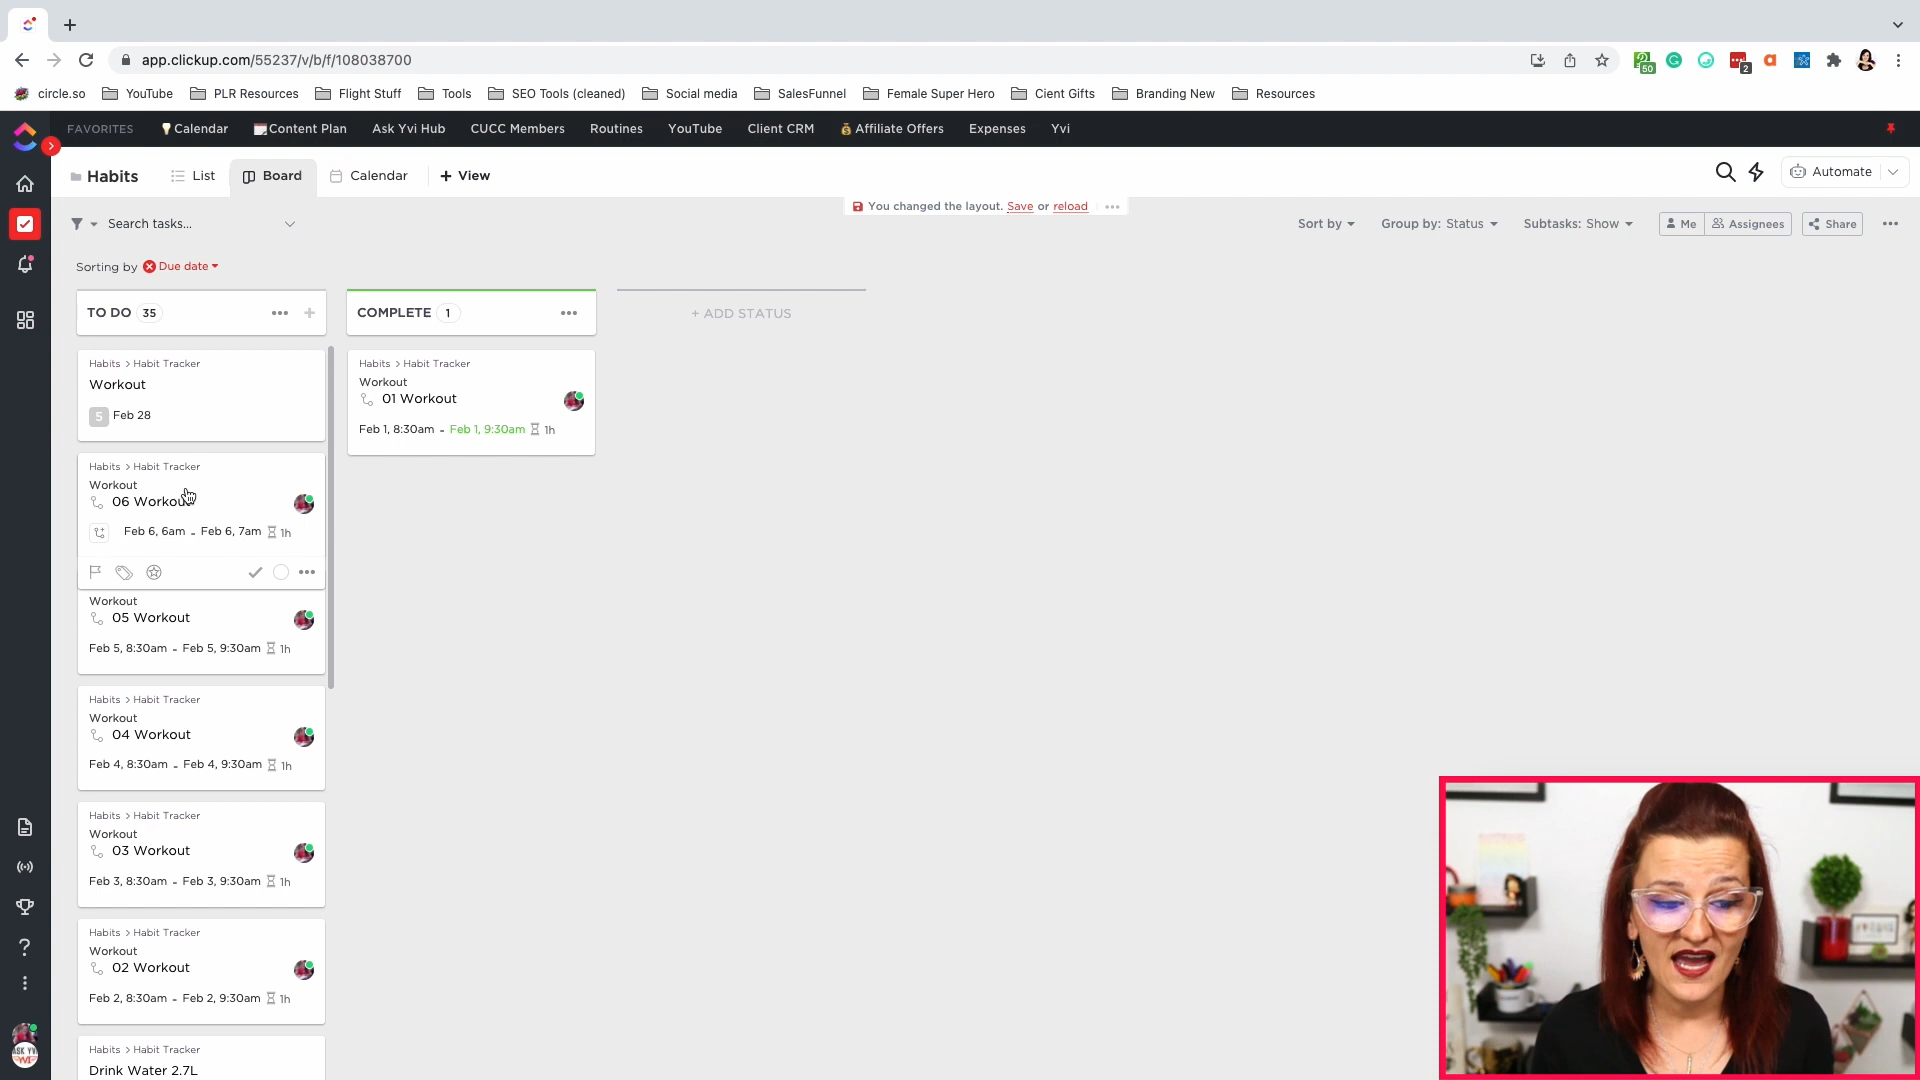 app.clickup.com/55237/v/b/f/108038700
50
2
circle.so YouTube PLR Resources Flight Stuff Tools SEO Tools (cleaned) Social media SalesFunnel Female Super Hero Cient Gifts Branding New Resources
FAVORITES Calendar Content Plan Ask Yvi Hub CUCC Members Routines YouTube Client CRM Affiliate Offers Expenses Yvi
Habits List Board Calendar + View Automate
You changed the layout. Save or reload
Search tasks... Sort by Group by: Status Subtasks: Show Me Assignees Share
Sorting by Due date
TO DO 35
COMPLETE 1
+ ADD STATUS
Habits > Habit Tracker
Workout
5 Feb 28
Habits > Habit Tracker
Workout
06 Workout
Feb 6, 6am - Feb 6, 7am 1h
Workout
05 Workout
Feb 5, 8:30am - Feb 5, 9:30am 1h
Habits > Habit Tracker
Workout
04 Workout
Feb 4, 8:30am - Feb 4, 9:30am 1h
Habits > Habit Tracker
Workout
03 Workout
Feb 3, 8:30am - Feb 3, 9:30am 1h
Habits > Habit Tracker
Workout
02 Workout
Feb 2, 8:30am - Feb 2, 9:30am 1h
Habits > Habit Tracker
Drink Water 2.7L
Habits > Habit Tracker
Workout
01 Workout
Feb 1, 8:30am - Feb 1, 9:30am 1h
ASK YVI